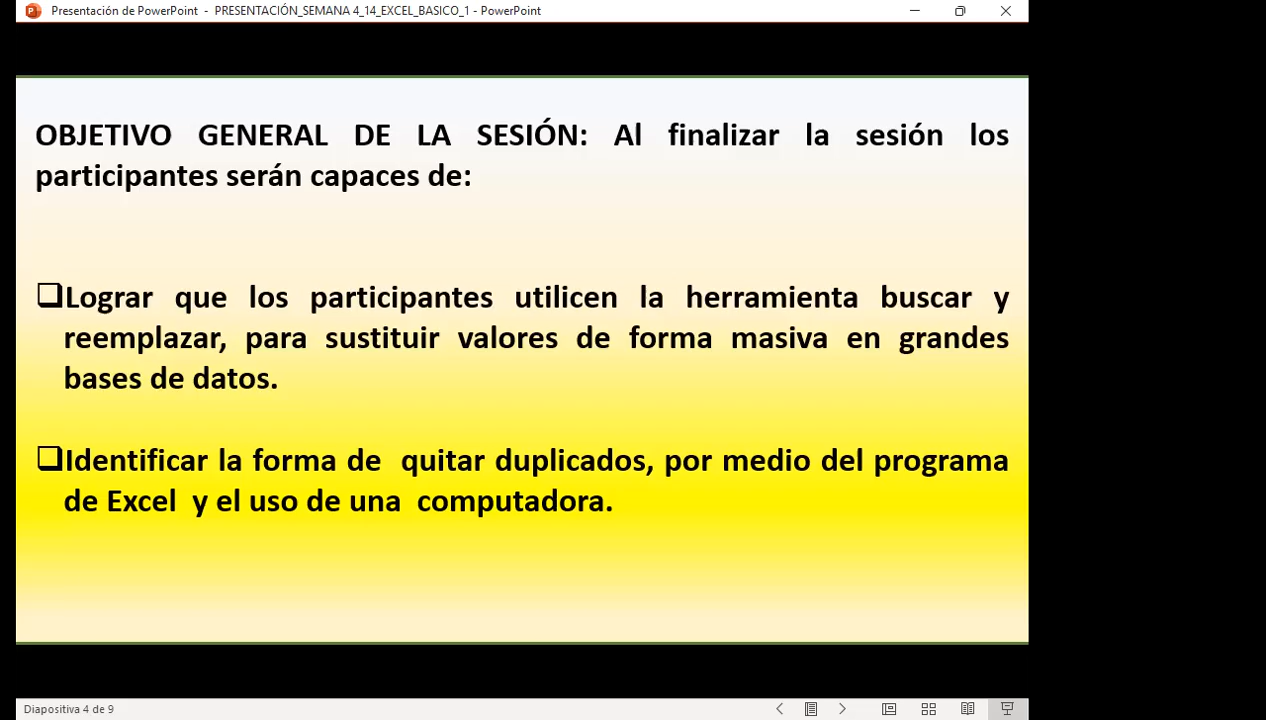 Presentación de PowerPoint - PRESENTACIÓN_SEMANA 4_14_EXCEL_BASICO_1 - PowerPoint
OBJETIVO GENERAL DE LA SESIÓN: Al finalizar la sesión los
participantes serán capaces de:
Lograr que los participantes utilicen la herramienta buscar y
reemplazar, para sustituir valores de forma masiva en grandes
bases de datos.
Identificar la forma de quitar duplicados, por medio del programa
de Excel y el uso de una computadora.
Diapositiva 4 de 9